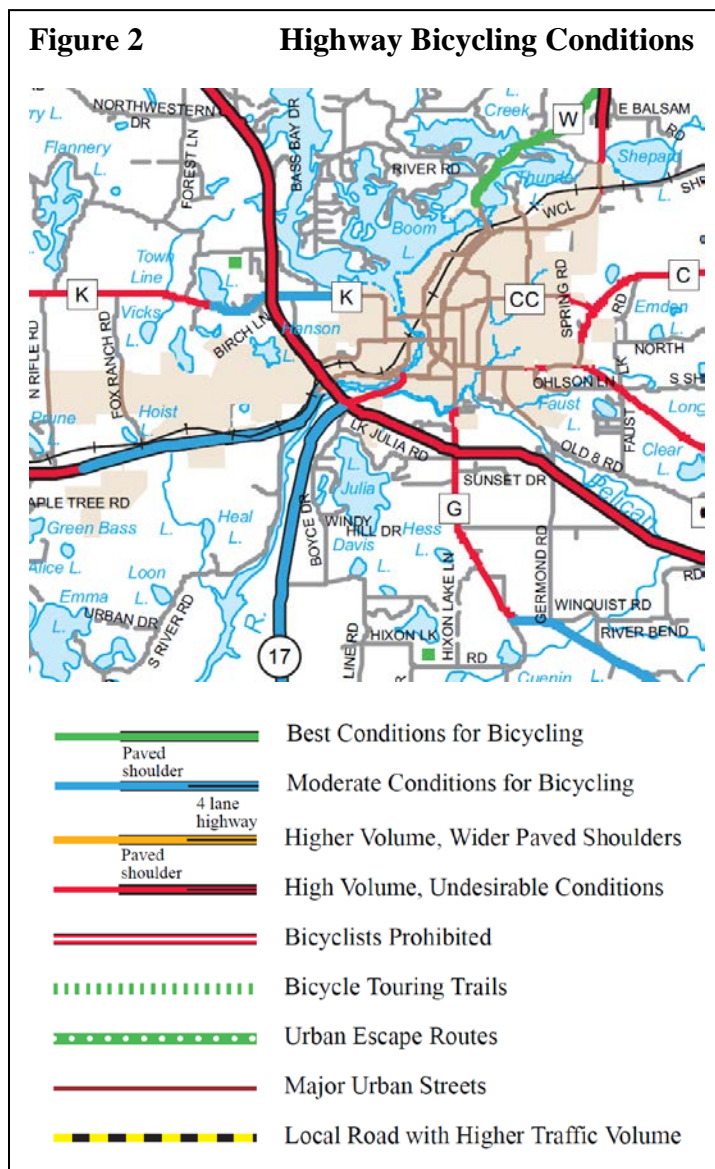 Figure 2 Highway Bicycling Conditions
NORTHWESTERN
DR
Flannery
L.
FOREST LN
BASS BAY DR
Creek
W
E BALSAM
RD
RIVER RD
Thunder
L.
Shepard
L.
WCL
Boom
L.
Town
Line
L.
K
K
Vicks
L.
BIRCH LN
Hanson
L.
CC
SPRING RD
C
RD
Emden
L.
NORTH
N RIFLE RD
FOX RANCH RD
OHLSON LN
Prune
L.
Hoist
L.
Faust
L.
LK
FAUST
Long
OLD 8 RD
Clear
L.
LK JULIA RD
L.
Julia
SUNSET DR
Pelican
APLE TREE RD
Green Bass
L.
Heal
L.
BOYCE DR
WINDY
HILL DR
Hess
L.
Davis
L.
G
GERMOND RD
RD
Alice L.
Loon
L.
Emma
L.
URBAN DR
S RIVER RD
R.
17
LINE RD
HIXON LK
RD
HIXON LAKE LN
WINQUIST RD
RIVER BEND
Cuenin
L.
Best Conditions for Bicycling
Paved
shoulder
Moderate Conditions for Bicycling
4 lane
highway
Higher Volume, Wider Paved Shoulders
Paved
shoulder
High Volume, Undesirable Conditions
Bicyclists Prohibited
Bicycle Touring Trails
Urban Escape Routes
Major Urban Streets
Local Road with Higher Traffic Volume